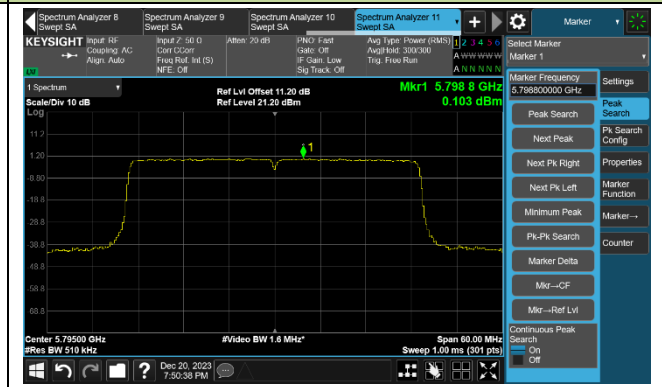 Spectrum Analyzer 8
Swept SA
Spectrum Analyzer 9
Swept SA
Spectrum Analyzer 10
Swept SA
Spectrum Analyzer 11
Swept SA
Marker
KEYSIGHT
Input: RF
Coupling: AC
Align: Auto
Input Z: 50 Ω
Corr CCorr
Freq Ref: Int (S)
NFE: Off
Atten: 20 dB
PNO: Fast
Gate: Off
IF Gain: Low
Sig Track: Off
Avg Type: Power (RMS)
Avg|Hold: 300/300
Trig: Free Run
1 2 3 4 5 6
A W W W W W
A N N N N N
Select Marker
Marker 1
LXI
1 Spectrum
Scale/Div 10 dB
Log
Ref Lvl Offset 11.20 dB
Ref Level 21.20 dBm
Mkr1 5.798 8 GHz
0.103 dBm
Marker Frequency
5.798800000 GHz
Settings
Peak Search
Peak
Search
Next Peak
Pk Search
Config
Next Pk Right
Properties
Next Pk Left
Marker
Function
Minimum Peak
Marker→
Pk-Pk Search
Counter
Marker Delta
Mkr→CF
Mkr→Ref Lvl
Continuous Peak
Search
On
Off
11.2
1.20
-8.80
-18.8
-28.8
-38.8
-48.8
-58.8
-68.8
1
Center 5.79500 GHz
#Res BW 510 kHz
#Video BW 1.6 MHz*
Span 60.00 MHz
Sweep 1.00 ms (301 pts)
Dec 20, 2023
7:50:38 PM